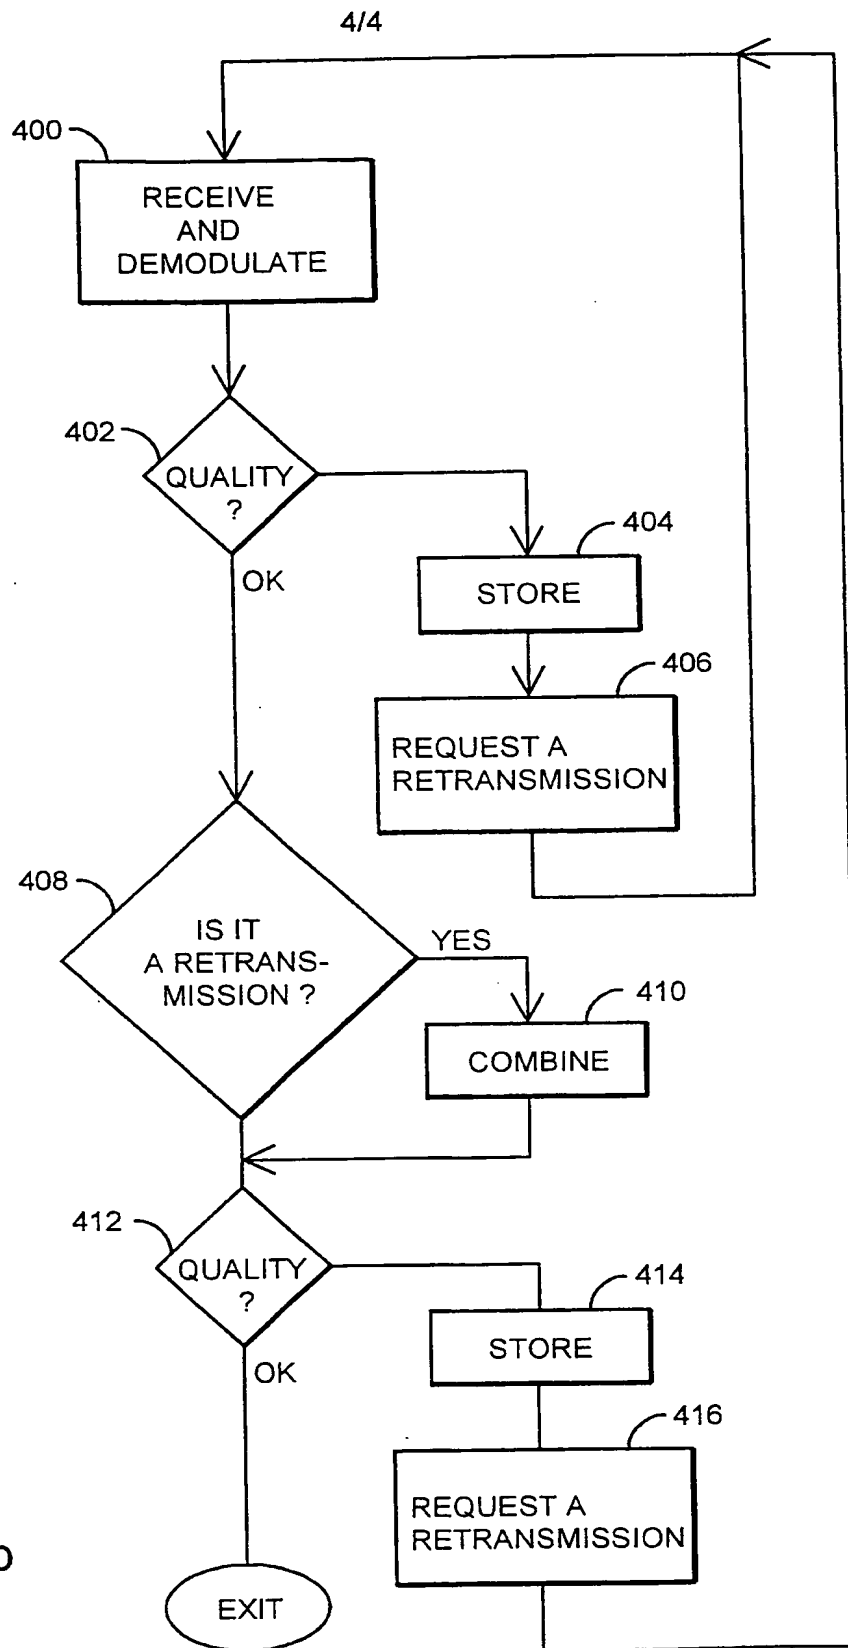 4/4
400
RECEIVE
AND
DEMODULATE
402
QUALITY
?
OK
404
STORE
406
REQUEST A
RETRANSMISSION
408
IS IT
A RETRANS-
MISSION ?
YES
410
COMBINE
412
QUALITY
?
OK
414
STORE
416
REQUEST A
RETRANSMISSION
EXIT